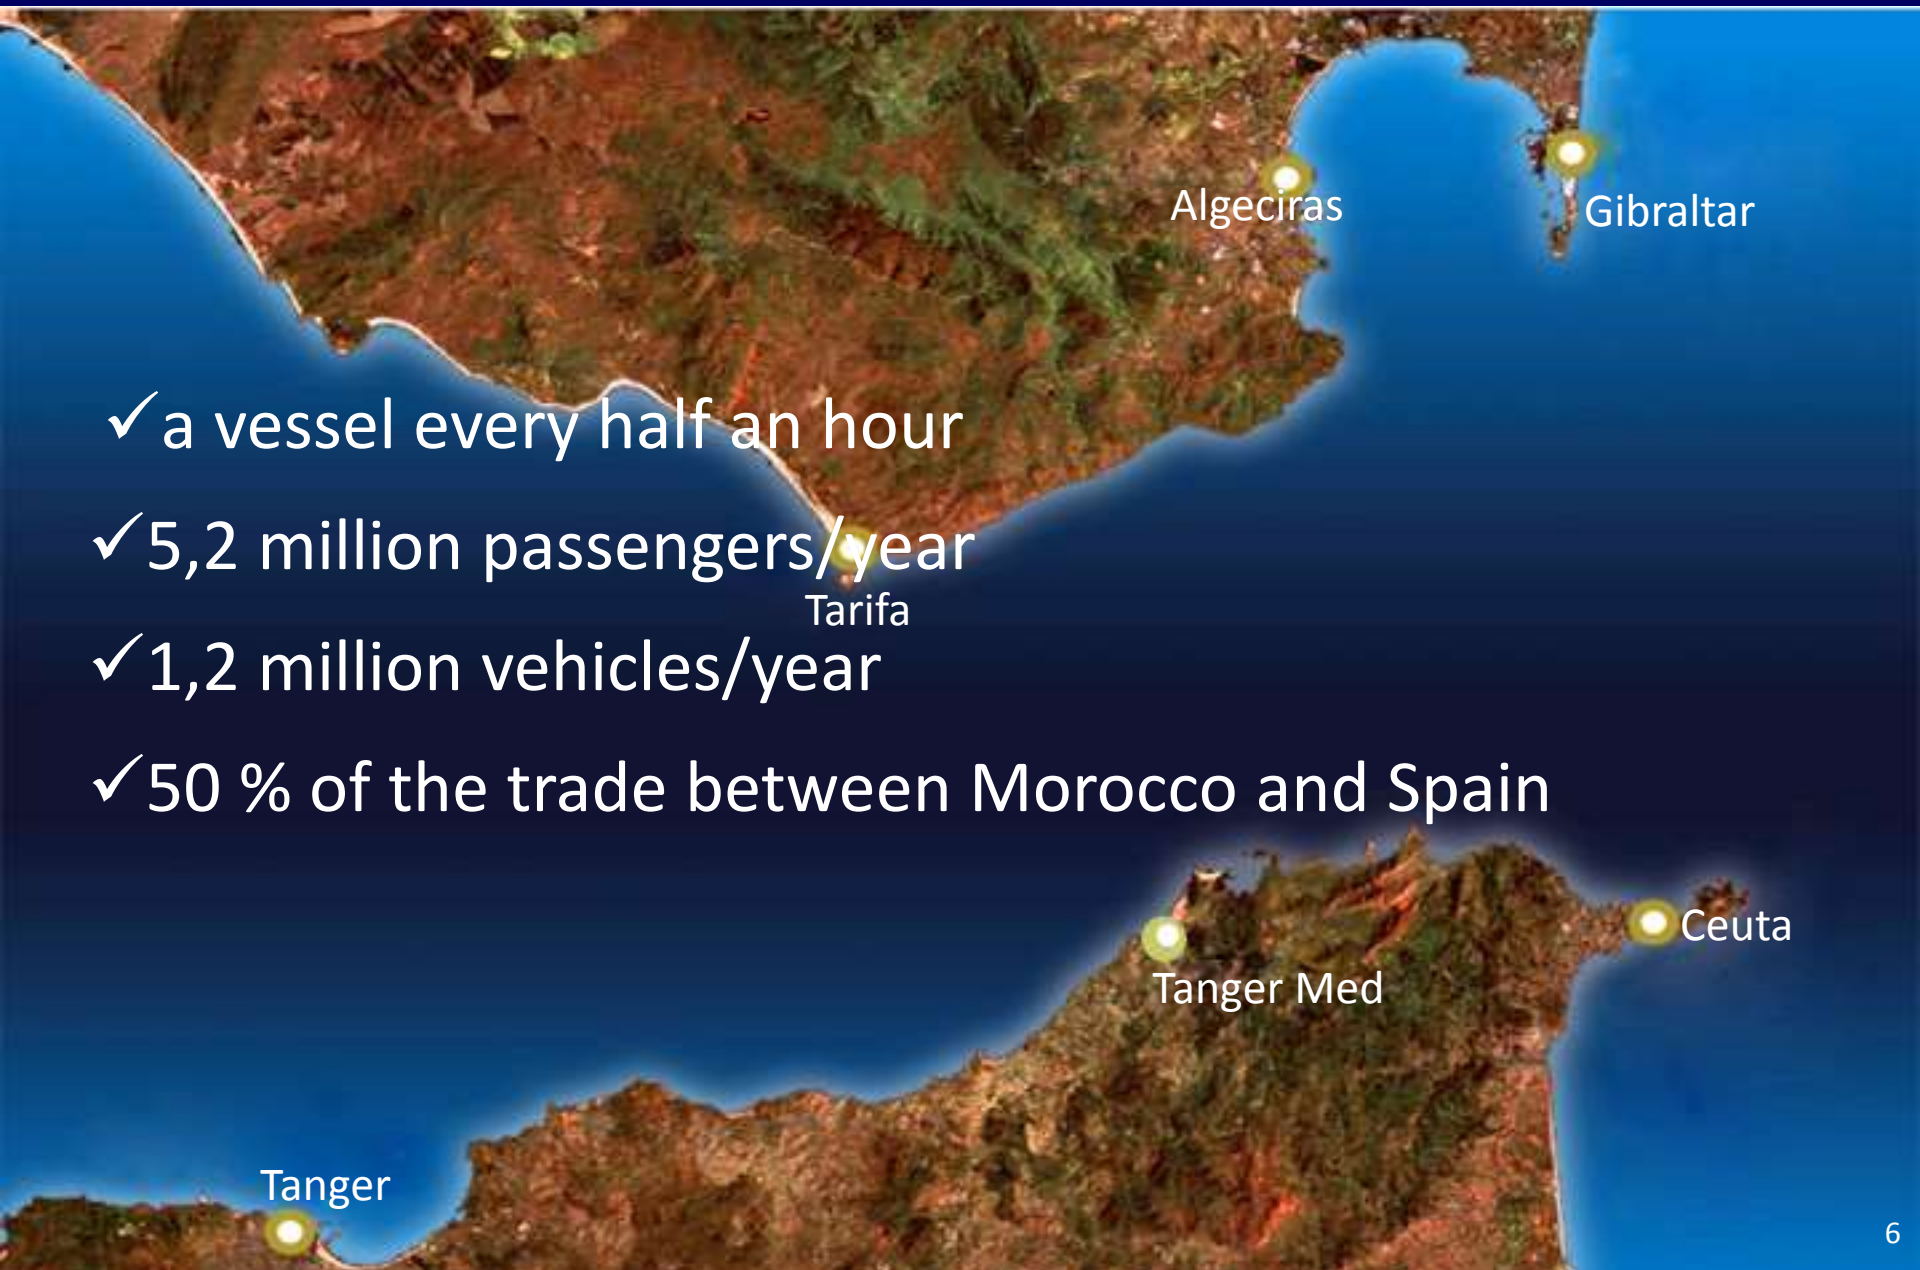 Algeciras
Gibraltar
✓a vessel every half an hour
✓5,2 million passengers/year
Tarifa
✓1,2 million vehicles/year
✓50 % of the trade between Morocco and Spain
Ceuta
Tanger Med
Tanger
6